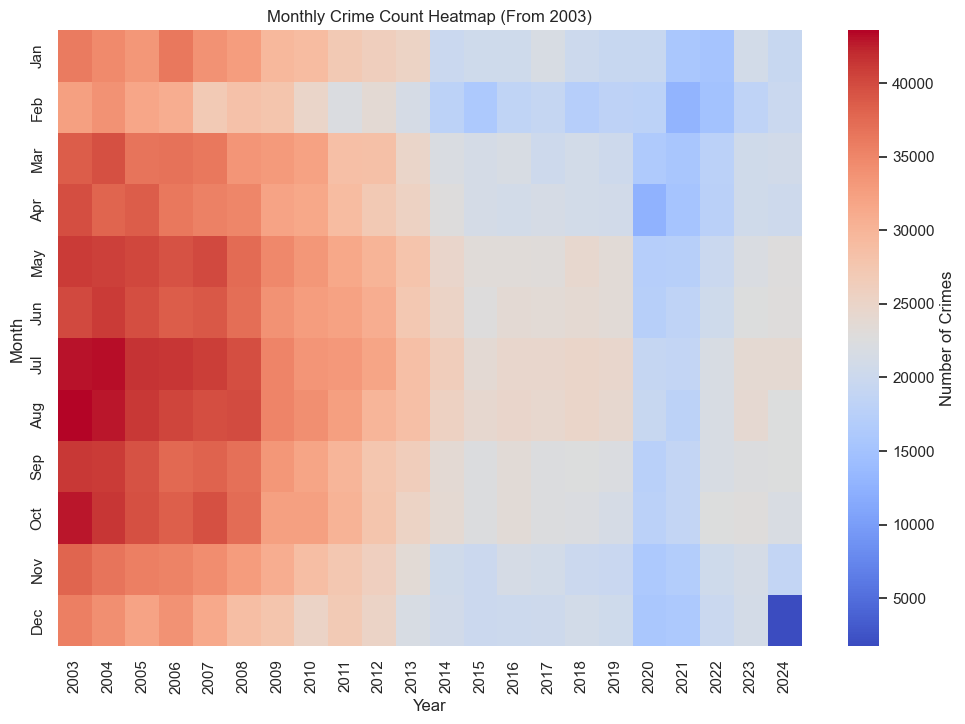 Monthly Crime Count Heatmap (From 2003)
Month
Jan
Feb
Mar
Apr
May
Jun
Jul
Aug
Sep
Oct
Nov
Dec
2003 2004 2005 2006 2007 2008 2009 2010 2011 2012 2013 2014 2015 2016 2017 2018 2019 2020 2021 2022 2023 2024
Year
40000
35000
30000
25000
20000
15000
10000
5000
Number of Crimes